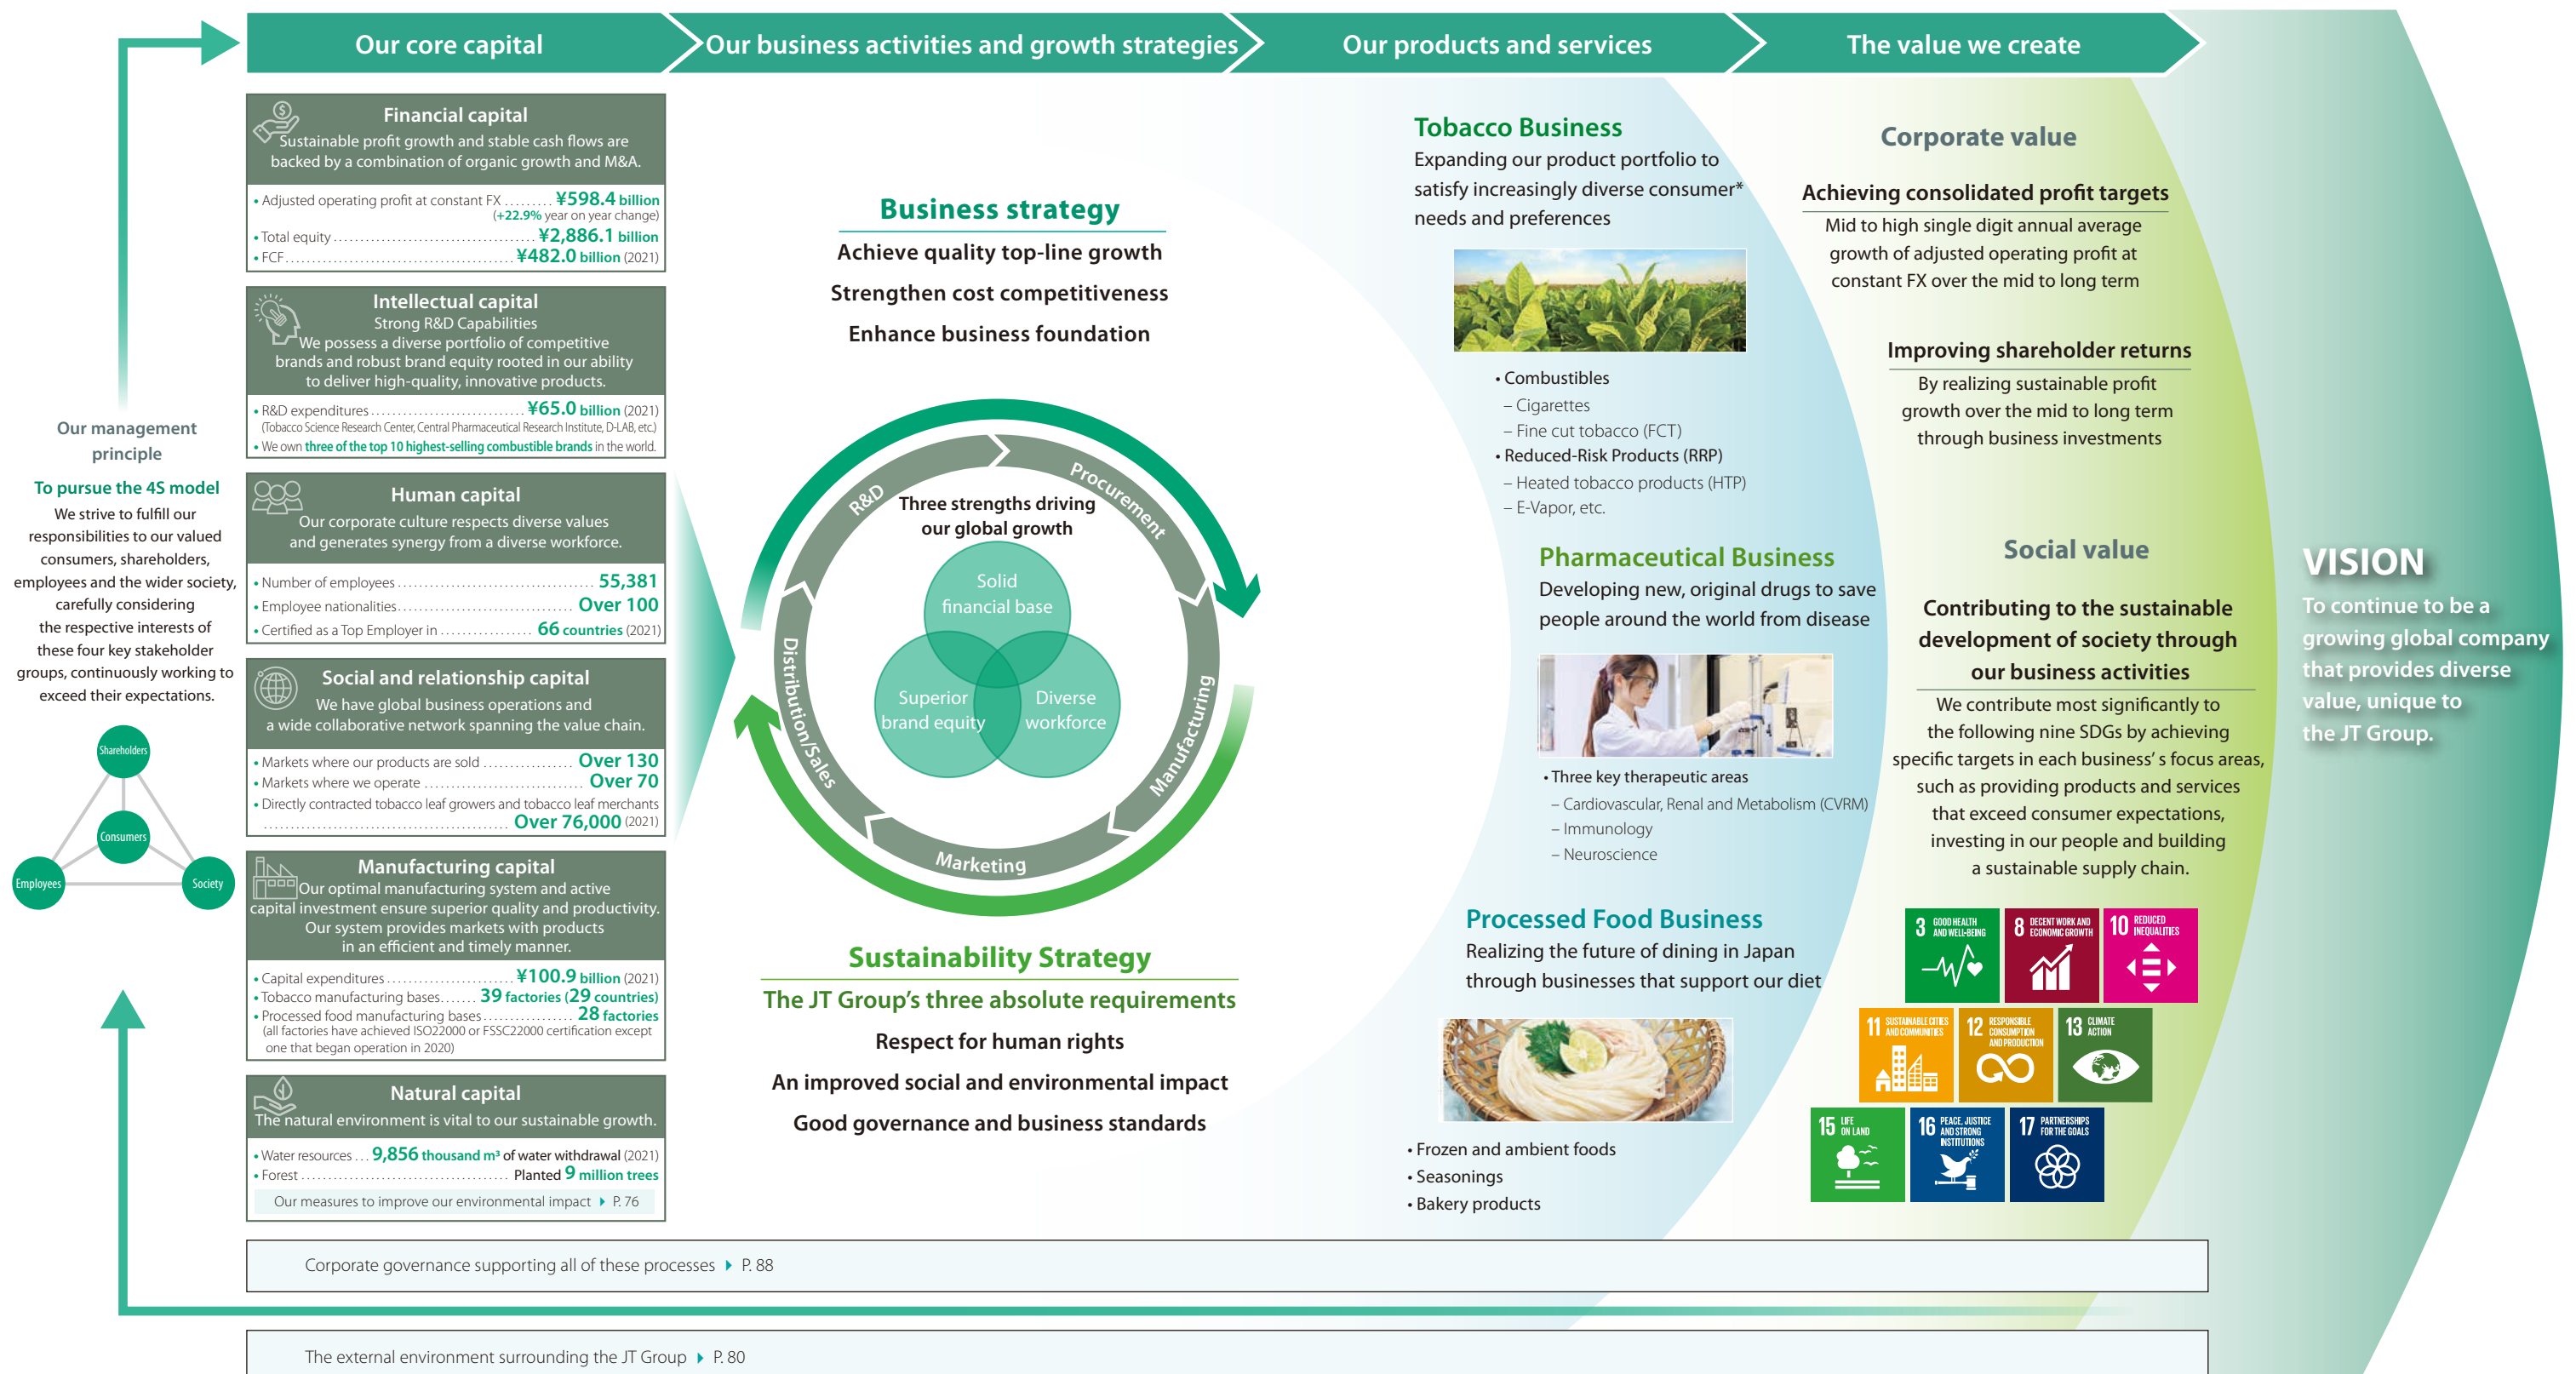 Our core capital
Our business activities and growth strategies
Our products and services
The value we create
Our management
principle
To pursue the 4S model
We strive to fulfill our
responsibilities to our valued
consumers, shareholders,
employees and the wider society,
carefully considering
the respective interests of
these four key stakeholder
groups, continuously working to
exceed their expectations.
Shareholders
Consumers
Employees
Society
Financial capital
Sustainable profit growth and stable cash flows are
backed by a combination of organic growth and M&A.
• Adjusted operating profit at constant FX ......... ¥598.4 billion
(+22.9% year on year change)
• Total equity ....................................... ¥2,886.1 billion
• FCF ............................................ ¥482.0 billion (2021)
Intellectual capital
Strong R&D Capabilities
We possess a diverse portfolio of competitive
brands and robust brand equity rooted in our ability
to deliver high-quality, innovative products.
• R&D expenditures ............................. ¥65.0 billion (2021)
(Tobacco Science Research Center, Central Pharmaceutical Research Institute, D-LAB, etc.)
• We own three of the top 10 highest-selling combustible brands in the world.
Human capital
Our corporate culture respects diverse values
and generates synergy from a diverse workforce.
• Number of employees ...................................... 55,381
• Employee nationalities.................................. Over 100
• Certified as a Top Employer in .................. 66 countries (2021)
Social and relationship capital
We have global business operations and
a wide collaborative network spanning the value chain.
• Markets where our products are sold ................. Over 130
• Markets where we operate ............................... Over 70
• Directly contracted tobacco leaf growers and tobacco leaf merchants
............................................... Over 76,000 (2021)
Manufacturing capital
Our optimal manufacturing system and active
capital investment ensure superior quality and productivity.
Our system provides markets with products
in an efficient and timely manner.
• Capital expenditures ........................ ¥100.9 billion (2021)
• Tobacco manufacturing bases....... 39 factories (29 countries)
• Processed food manufacturing bases ................. 28 factories
(all factories have achieved ISO22000 or FSSC22000 certification except
one that began operation in 2020)
Natural capital
The natural environment is vital to our sustainable growth.
• Water resources ... 9,856 thousand m³ of water withdrawal (2021)
• Forest ........................................ Planted 9 million trees
Our measures to improve our environmental impact ▶ P. 76
Business strategy
Achieve quality top-line growth
Strengthen cost competitiveness
Enhance business foundation
R&D
Procurement
Manufacturing
Marketing
Distribution/Sales
Three strengths driving
our global growth
Solid
financial base
Superior
brand equity
Diverse
workforce
Sustainability Strategy
The JT Group’s three absolute requirements
Respect for human rights
An improved social and environmental impact
Good governance and business standards
Tobacco Business
Expanding our product portfolio to
satisfy increasingly diverse consumer*
needs and preferences
• Combustibles
– Cigarettes
– Fine cut tobacco (FCT)
• Reduced-Risk Products (RRP)
– Heated tobacco products (HTP)
– E-Vapor, etc.
Pharmaceutical Business
Developing new, original drugs to save
people around the world from disease
• Three key therapeutic areas
– Cardiovascular, Renal and Metabolism (CVRM)
– Immunology
– Neuroscience
Processed Food Business
Realizing the future of dining in Japan
through businesses that support our diet
• Frozen and ambient foods
• Seasonings
• Bakery products
Corporate value
Achieving consolidated profit targets
Mid to high single digit annual average
growth of adjusted operating profit at
constant FX over the mid to long term
Improving shareholder returns
By realizing sustainable profit
growth over the mid to long term
through business investments
Social value
Contributing to the sustainable
development of society through
our business activities
We contribute most significantly to
the following nine SDGs by achieving
specific targets in each business’ s focus areas,
such as providing products and services
that exceed consumer expectations,
investing in our people and building
a sustainable supply chain.
3 GOOD HEALTH
AND WELL-BEING
8 DECENT WORK AND
ECONOMIC GROWTH
10 REDUCED
INEQUALITIES
11 SUSTAINABLE CITIES
AND COMMUNITIES
12 RESPONSIBLE
CONSUMPTION
AND PRODUCTION
13 CLIMATE
ACTION
15 LIFE
ON LAND
16 PEACE, JUSTICE
AND STRONG
INSTITUTIONS
17 PARTNERSHIPS
FOR THE GOALS
VISION
To continue to be a
growing global company
that provides diverse
value, unique to
the JT Group.
Corporate governance supporting all of these processes ▶ P. 88
The external environment surrounding the JT Group ▶ P. 80